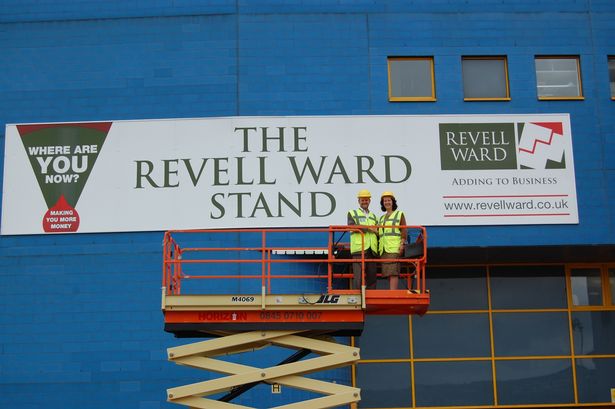 WHERE ARE
YOU
NOW?
MAKING
YOU MORE
MONEY
THE
REVELL WARD
STAND
REVELL
WARD
ADDING TO BUSINESS
www.revellward.co.uk
M4069
JLG
HORIZON 0845 0710 007